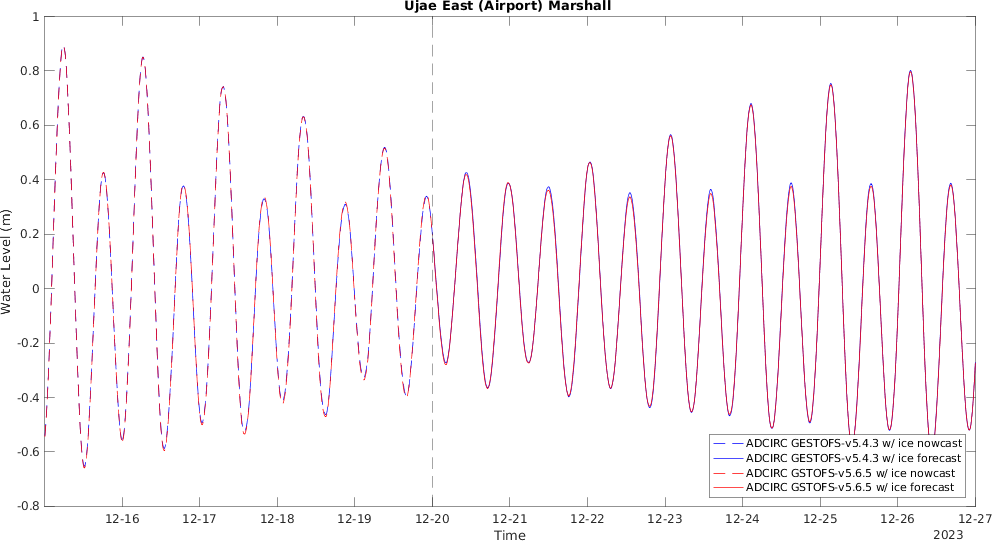 Ujae East (Airport) Marshall
1
0.8
0.6
0.4
0.2
0
-0.2
-0.4
-0.6
-0.8
Water Level (m)
ADCIRC GESTOFS-v5.4.3 w/ ice nowcast
ADCIRC GESTOFS-v5.4.3 w/ ice forecast
ADCIRC GSTOFS-v5.6.5 w/ ice nowcast
ADCIRC GSTOFS-v5.6.5 w/ ice forecast
12-16 12-17 12-18 12-19 12-20 12-21 12-22 12-23 12-24 12-25 12-26 12-27
Time
2023